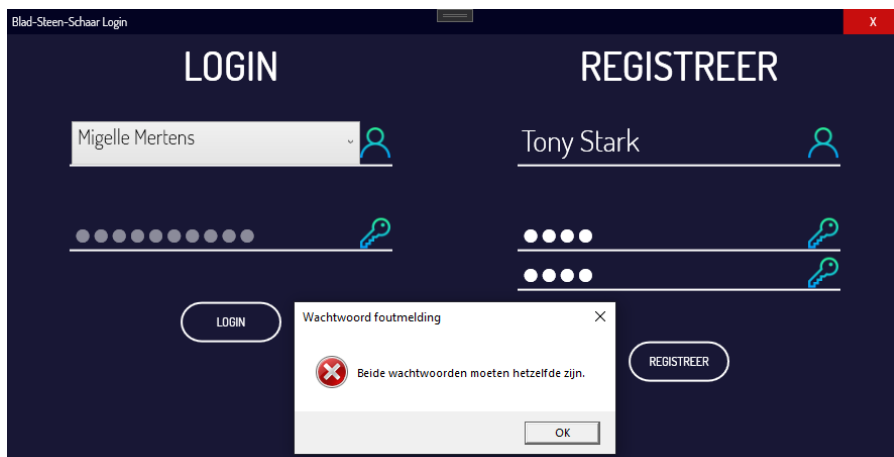 Blad-Steen-Schaar Login
X
LOGIN
REGISTREER
Migelle Mertens
Tony Stark
LOGIN
Wachtwoord foutmelding
Beide wachtwoorden moeten hetzelfde zijn.
OK
REGISTREER